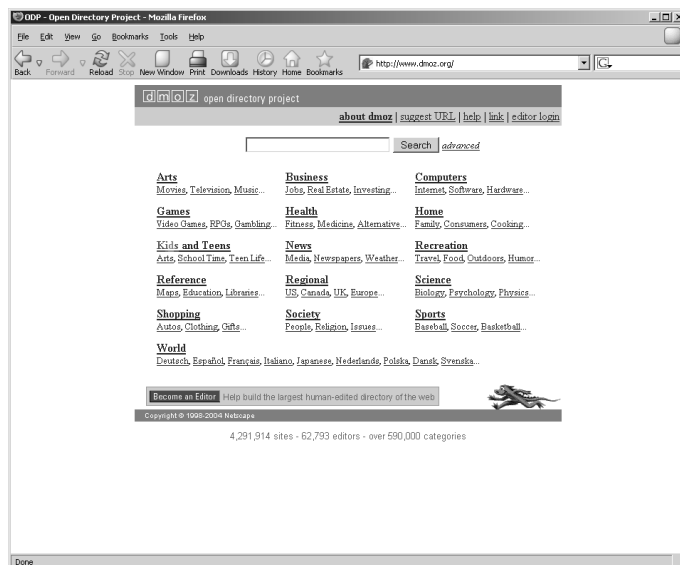 ODP - Open Directory Project - Mozilla Firefox
File Edit View Go Bookmarks Tools Help
Back Forward Reload Stop New Window Print Downloads History Home Bookmarks http://www.dmoz.org/ G
dmoz open directory project
about dmoz | suggest URL | help | link | editor login
Search advanced
Arts Business Computers
Movies, Television, Music... Jobs, Real Estate, Investing... Internet, Software, Hardware...
Games Health Home
Video Games, RPGs, Gambling... Fitness, Medicine, Alternative... Family, Consumers, Cooking...
Kids and Teens News Recreation
Arts, School Time, Teen Life... Media, Newspapers, Weather... Travel, Food, Outdoors, Humor...
Reference Regional Science
Maps, Education, Libraries... US, Canada, UK, Europe... Biology, Psychology, Physics...
Shopping Society Sports
Autos, Clothing, Gifts... People, Religion, Issues... Baseball, Soccer, Basketball...
World
Deutsch, Español, Français, Italiano, Japanese, Nederlands, Polska, Dansk, Svenska...
Become an Editor Help build the largest human-edited directory of the web
Copyright © 1998-2004 Netscape
4,291,914 sites - 62,793 editors - over 590,000 categories
Done